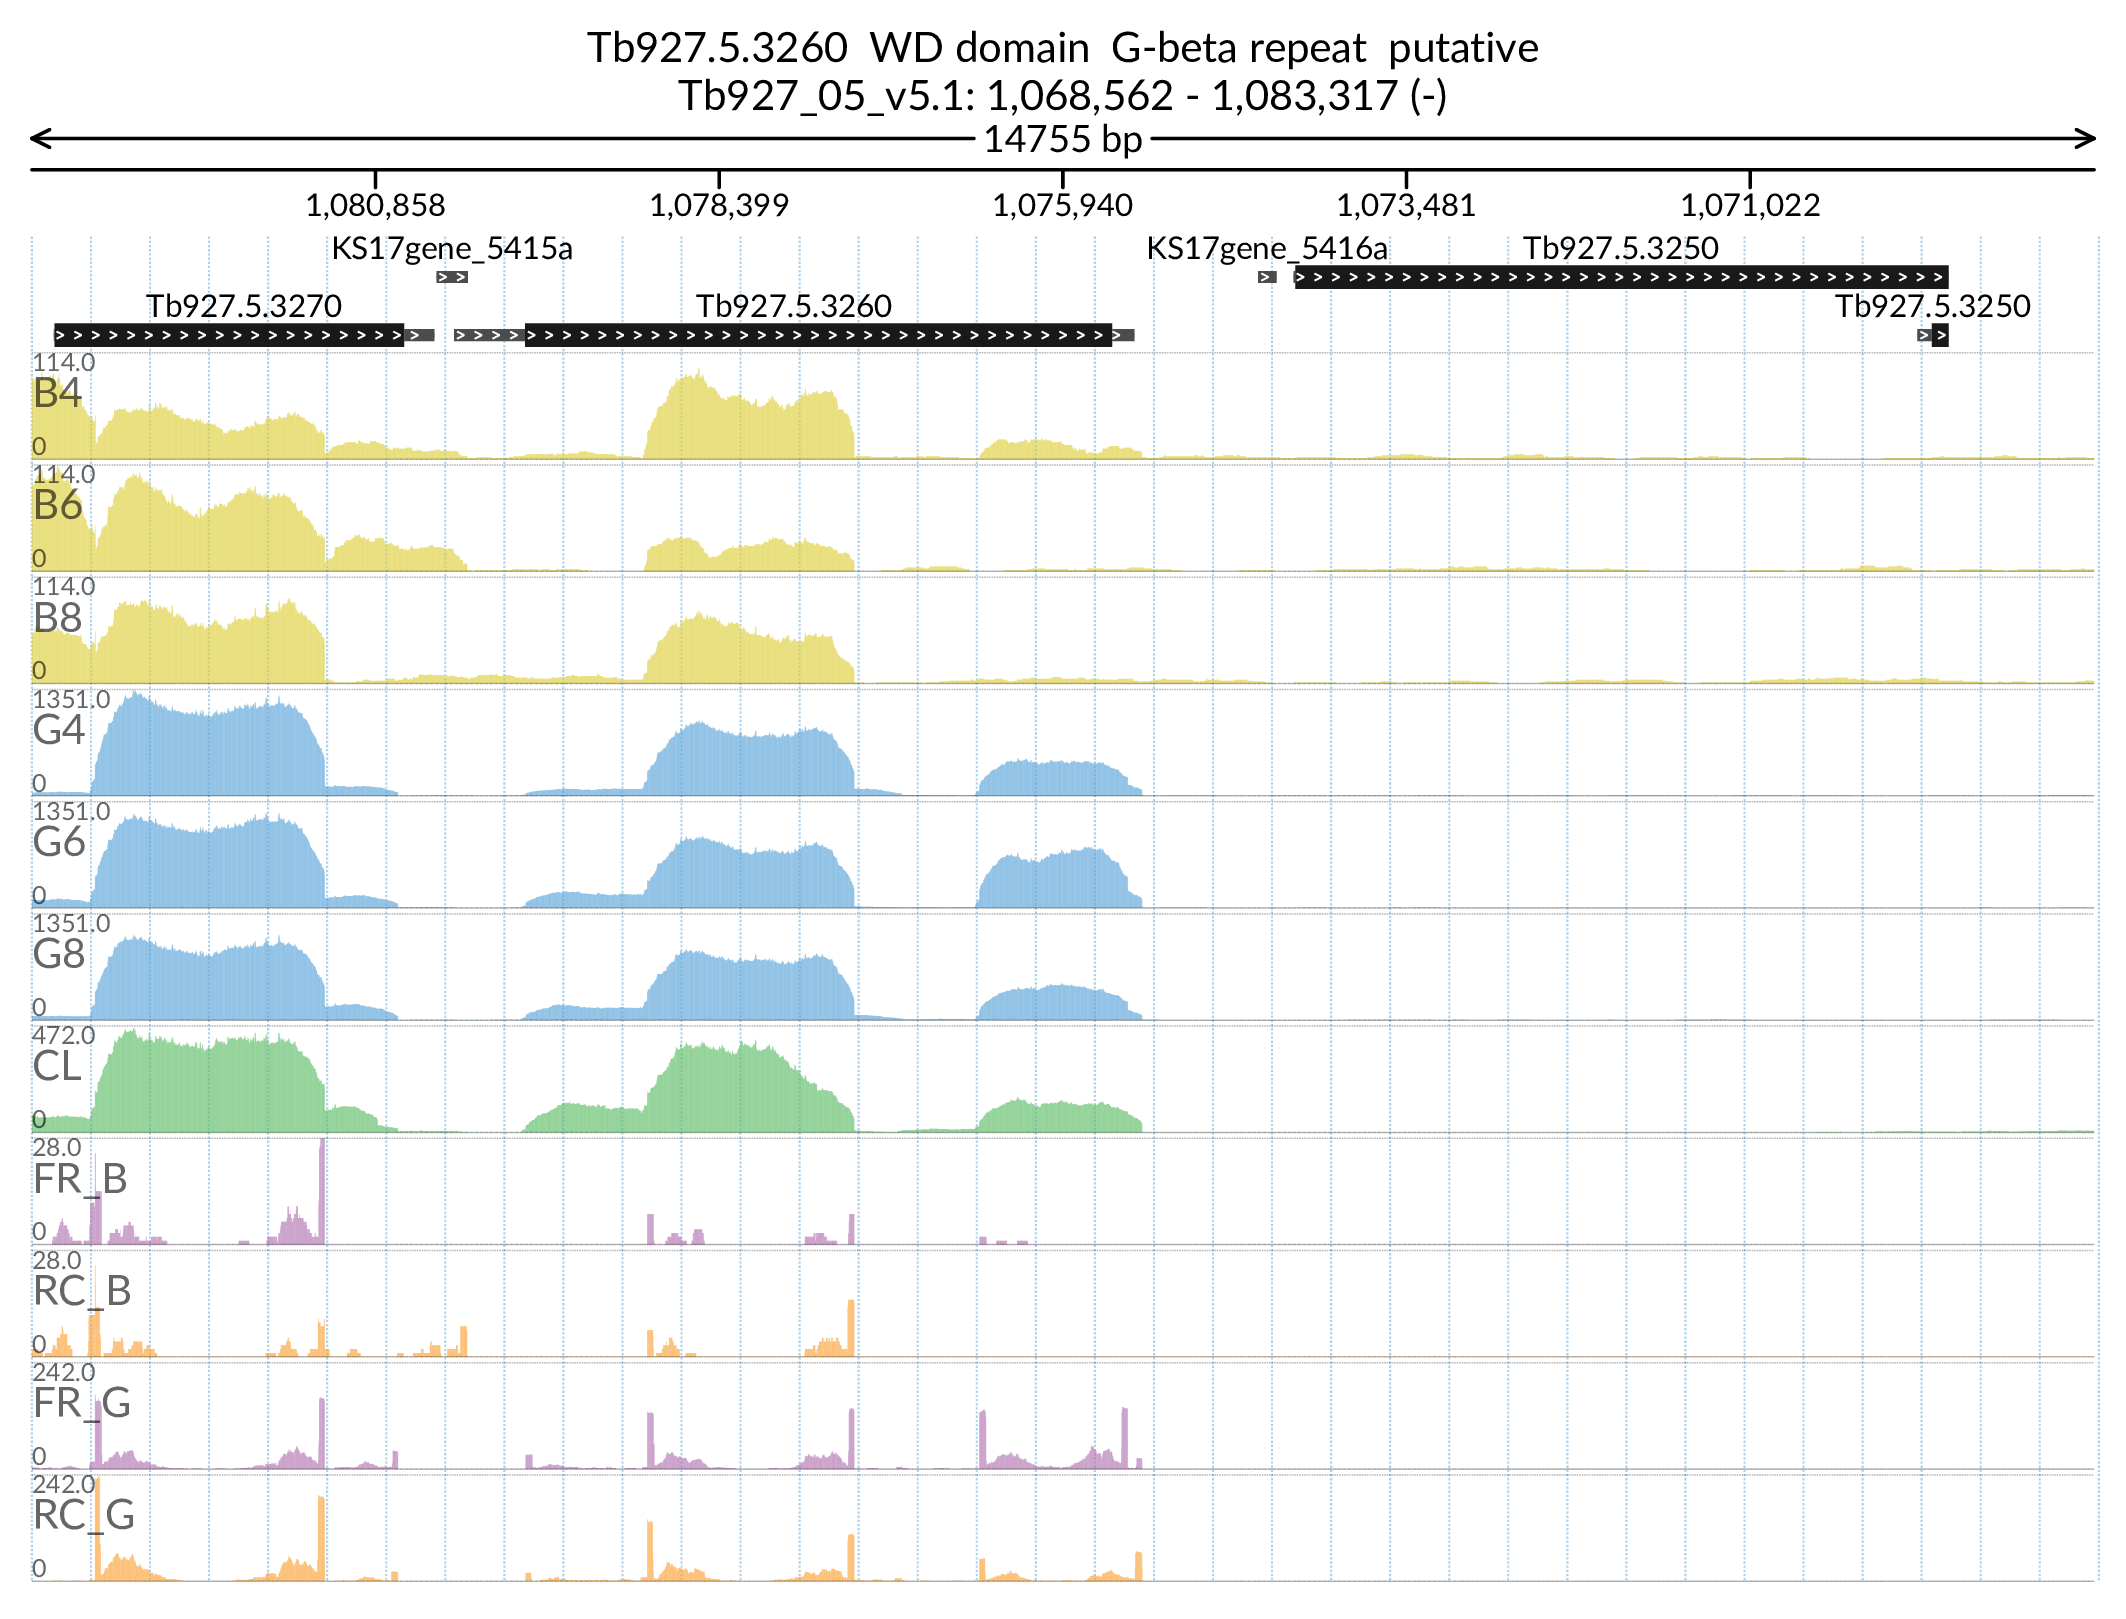 Tb927.5.3260  WD domain  G-beta repeat  putative
Tb927_05_v5.1: 1,068,562 - 1,083,317 (-)
14755 bp
1,080,858 1,078,399 1,075,940 1,073,481 1,071,022
KS17gene_5415a KS17gene_5416a Tb927.5.3250
Tb927.5.3270 Tb927.5.3260 Tb927.5.3250
114.0
B4
0
114.0
B6
0
114.0
B8
0
1351.0
G4
0
1351.0
G6
0
1351.0
G8
0
472.0
CL
0
28.0
FR_B
0
28.0
RC_B
0
242.0
FR_G
0
242.0
RC_G
0